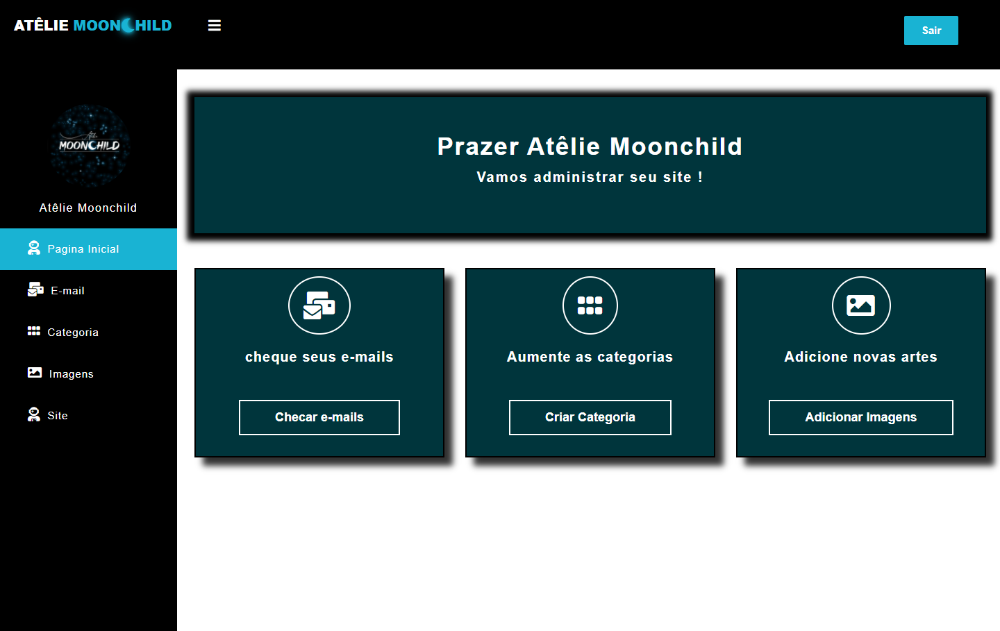 ATÊLIE MOONCHILD
Sair
Atêlie
MOONCHILD
Atêlie Moonchild
Pagina Inicial
E-mail
Categoria
Imagens
Site
Prazer Atêlie Moonchild
Vamos administrar seu site !
cheque seus e-mails
Checar e-mails
Aumente as categorias
Criar Categoria
Adicione novas artes
Adicionar Imagens